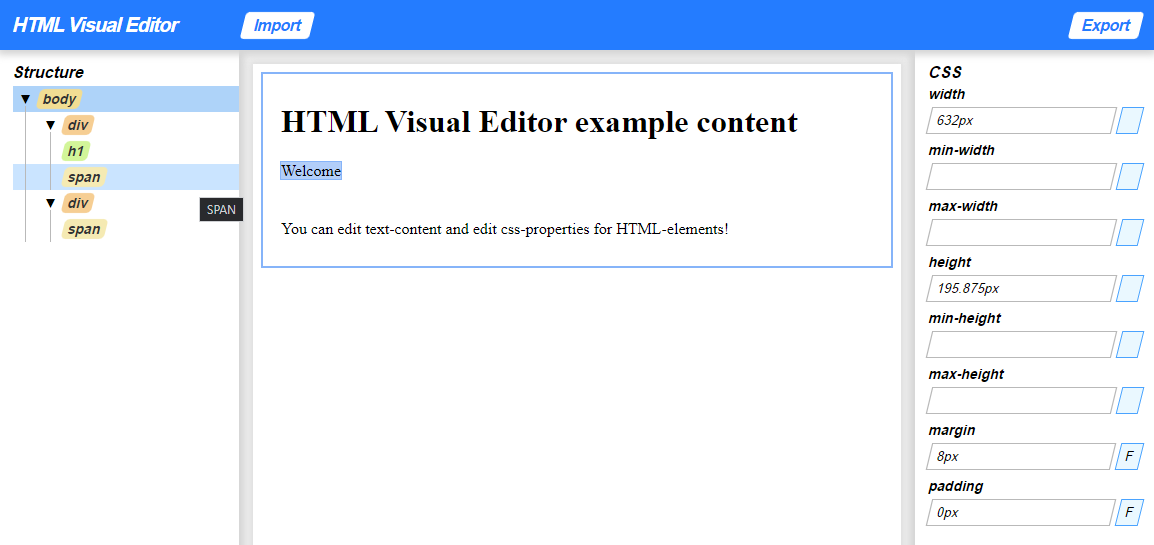 HTML Visual Editor
Import
Export
Structure
▼ body
▼ div
h1
span
▼ div
span
SPAN
HTML Visual Editor example content
Welcome
You can edit text-content and edit css-properties for HTML-elements!
CSS
width
632px
min-width
max-width
height
195.875px
min-height
max-height
margin
8px F
padding
0px F